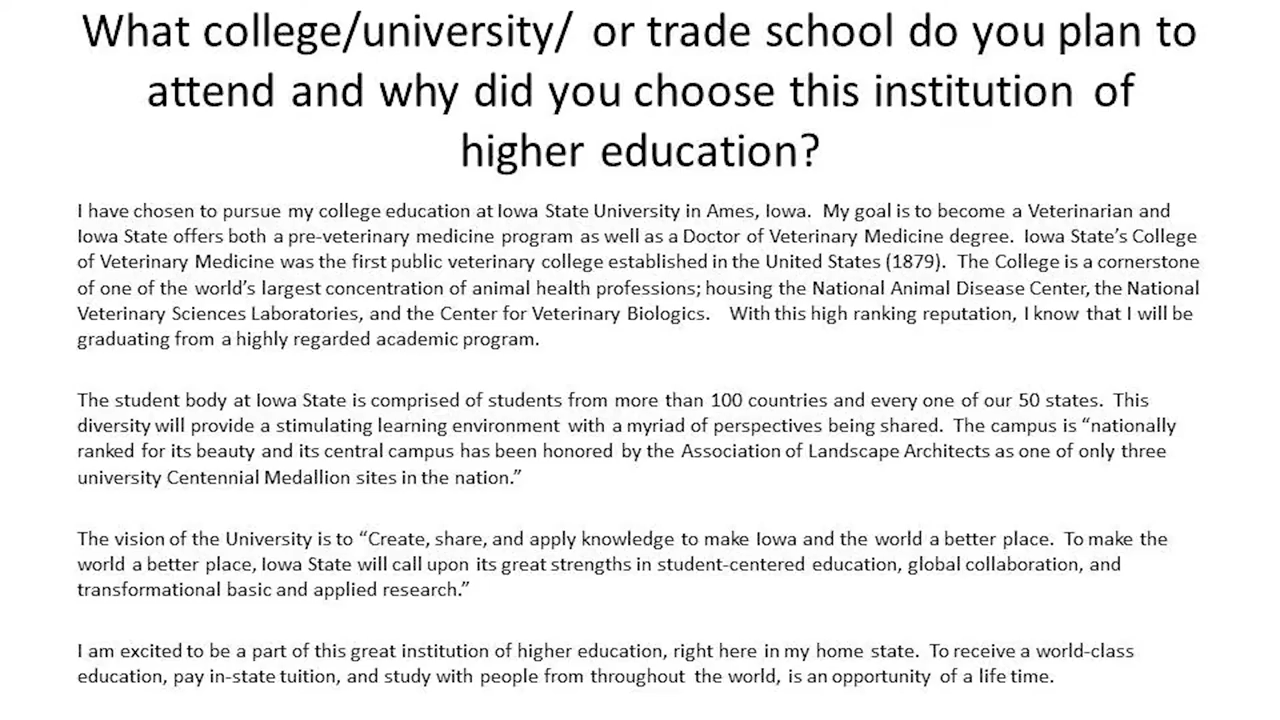 What college/university/ or trade school do you plan to
attend and why did you choose this institution of
higher education?
I have chosen to pursue my college education at Iowa State University in Ames, Iowa.  My goal is to become a Veterinarian and
Iowa State offers both a pre-veterinary medicine program as well as a Doctor of Veterinary Medicine degree.  Iowa State’s College
of Veterinary Medicine was the first public veterinary college established in the United States (1879).  The College is a cornerstone
of one of the world’s largest concentration of animal health professions; housing the National Animal Disease Center, the National
Veterinary Sciences Laboratories, and the Center for Veterinary Biologics.    With this high ranking reputation, I know that I will be
graduating from a highly regarded academic program.
The student body at Iowa State is comprised of students from more than 100 countries and every one of our 50 states.  This
diversity will provide a stimulating learning environment with a myriad of perspectives being shared.  The campus is “nationally
ranked for its beauty and its central campus has been honored by the Association of Landscape Architects as one of only three
university Centennial Medallion sites in the nation.”
The vision of the University is to “Create, share, and apply knowledge to make Iowa and the world a better place.  To make the
world a better place, Iowa State will call upon its great strengths in student-centered education, global collaboration, and
transformational basic and applied research.”
I am excited to be a part of this great institution of higher education, right here in my home state.  To receive a world-class
education, pay in-state tuition, and study with people from throughout the world, is an opportunity of a life time.